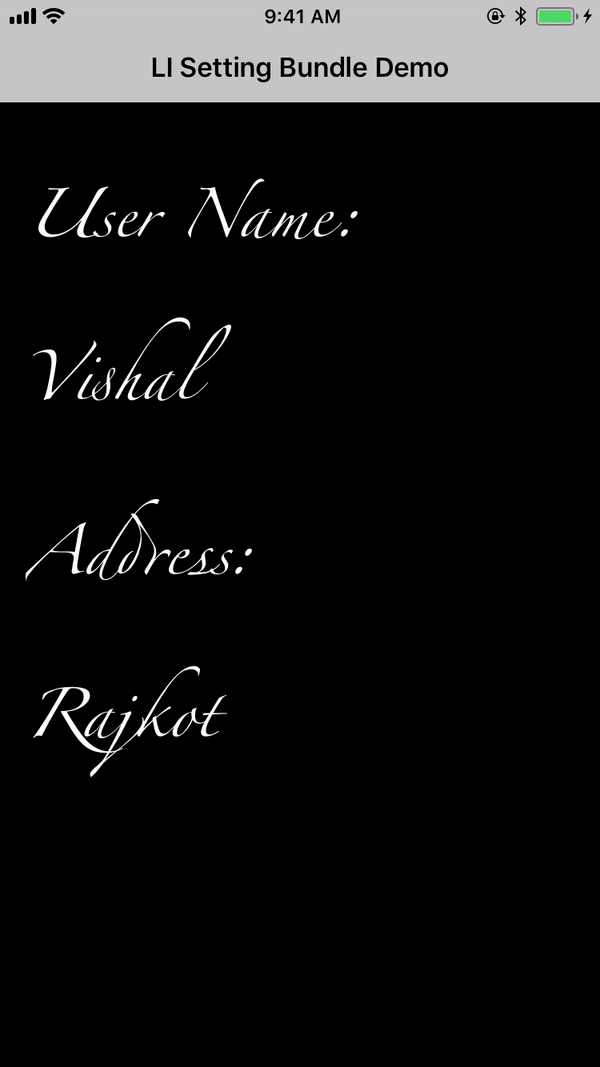 9:41 AM
LI Setting Bundle Demo
User Name:
Vishal
Address:
Rajkot